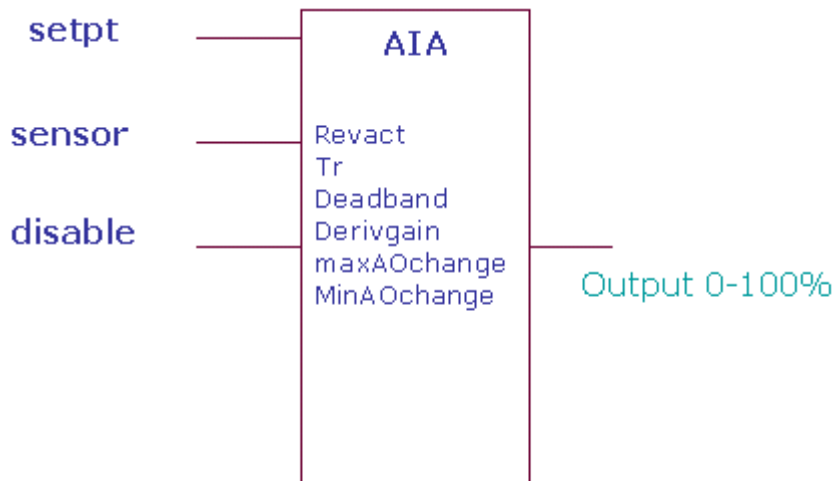 setpt
AIA
sensor
Revact
Tr
Deadband
disable
Derivgain
maxAOchange
MinAOchange
Output 0-100%